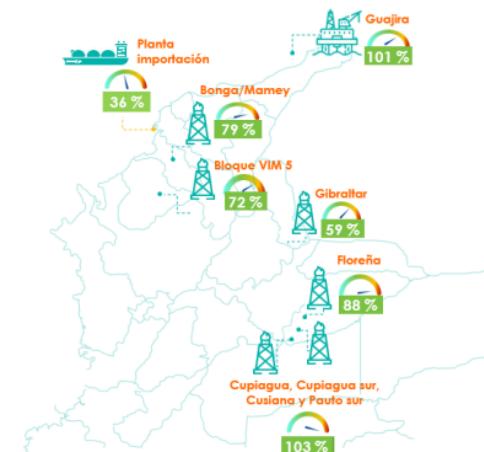 Guajira
101 %
Planta
importación
36 %
Bonga/Mamey
79 %
Bloque VIM 5
72 %
Gibraltar
59 %
Floreña
88 %
Cupiagua, Cupiagua sur,
Cusiana y Pauto sur
103 %